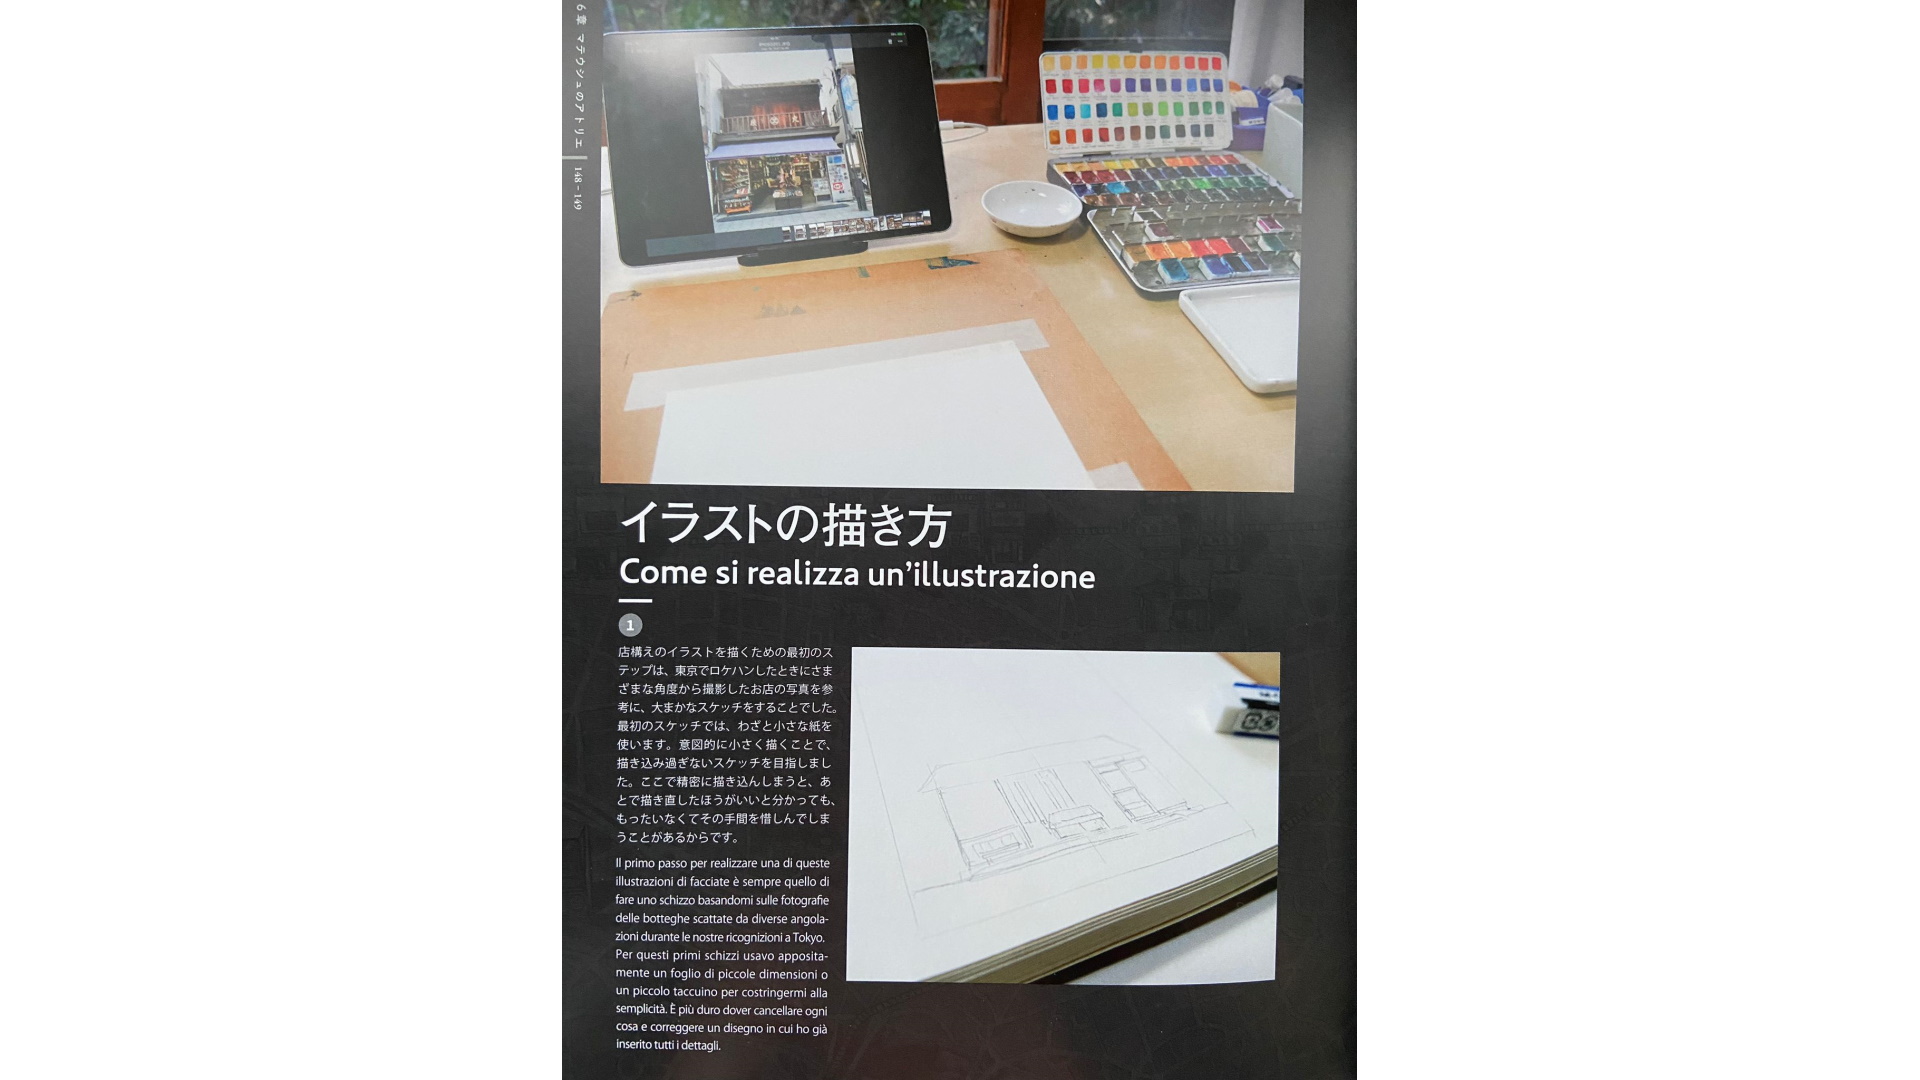 6章 マテウシュのアトリエ
148 – 149
イラストの描き方
Come si realizza un’illustrazione
1
店構えのイラストを描くための最初のス
テップは、東京でロケハンしたときにさま
ざまな角度から撮影したお店の写真を参
考に、大まかなスケッチをすることでした。
最初のスケッチでは、わざと小さな紙を
使います。意図的に小さく描くことで、
描き込み過ぎないスケッチを目指しまし
た。ここで精密に描き込んしまうと、あ
とで描き直したほうがいいと分かっても、
もったいなくてその手間を惜しんでしま
うことがあるからです。
Il primo passo per realizzare una di queste
illustrazioni di facciate è sempre quello di
fare uno schizzo basandomi sulle fotografie
delle botteghe scattate da diverse angola-
zioni durante le nostre ricognizioni a Tokyo.
Per questi primi schizzi usavo apposita-
mente un foglio di piccole dimensioni o
un piccolo taccuino per costringermi alla
semplicità. È più duro dover cancellare ogni
cosa e correggere un disegno in cui ho già
inserito tutti i dettagli.